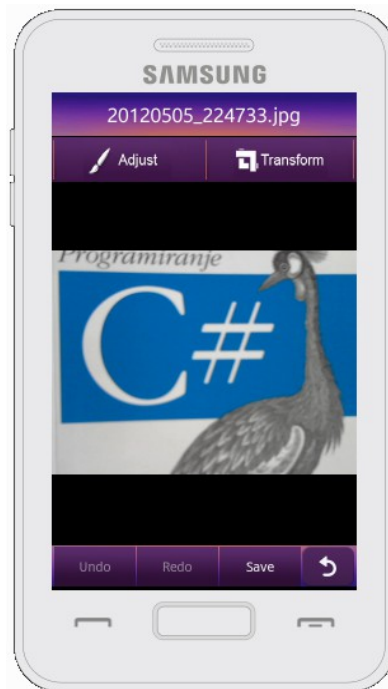 SAMSUNG
20120505_224733.jpg
Adjust Transform
Programiranje
C#
Undo Redo Save